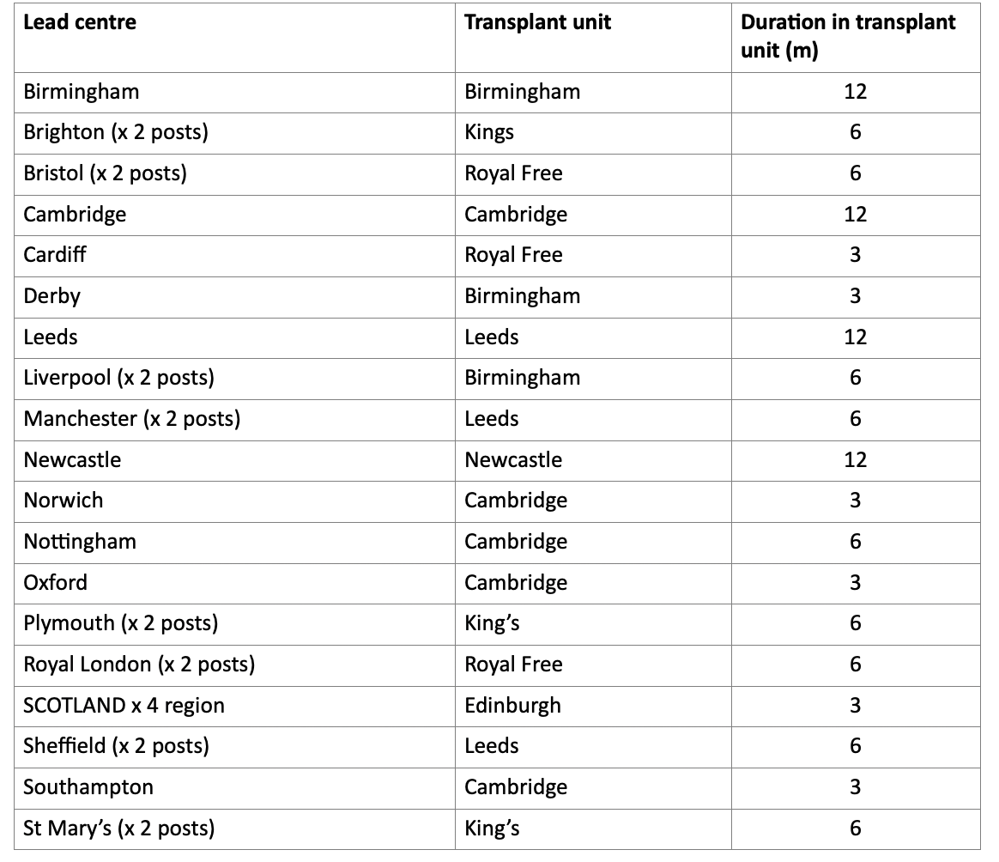 Lead centre Transplant unit Duration in transplant
unit (m)
Birmingham Birmingham 12
Brighton (x 2 posts) Kings 6
Bristol (x 2 posts) Royal Free 6
Cambridge Cambridge 12
Cardiff Royal Free 3
Derby Birmingham 3
Leeds Leeds 12
Liverpool (x 2 posts) Birmingham 6
Manchester (x 2 posts) Leeds 6
Newcastle Newcastle 12
Norwich Cambridge 3
Nottingham Cambridge 6
Oxford Cambridge 3
Plymouth (x 2 posts) King’s 6
Royal London (x 2 posts) Royal Free 6
SCOTLAND x 4 region Edinburgh 3
Sheffield (x 2 posts) Leeds 6
Southampton Cambridge 3
St Mary’s (x 2 posts) King’s 6